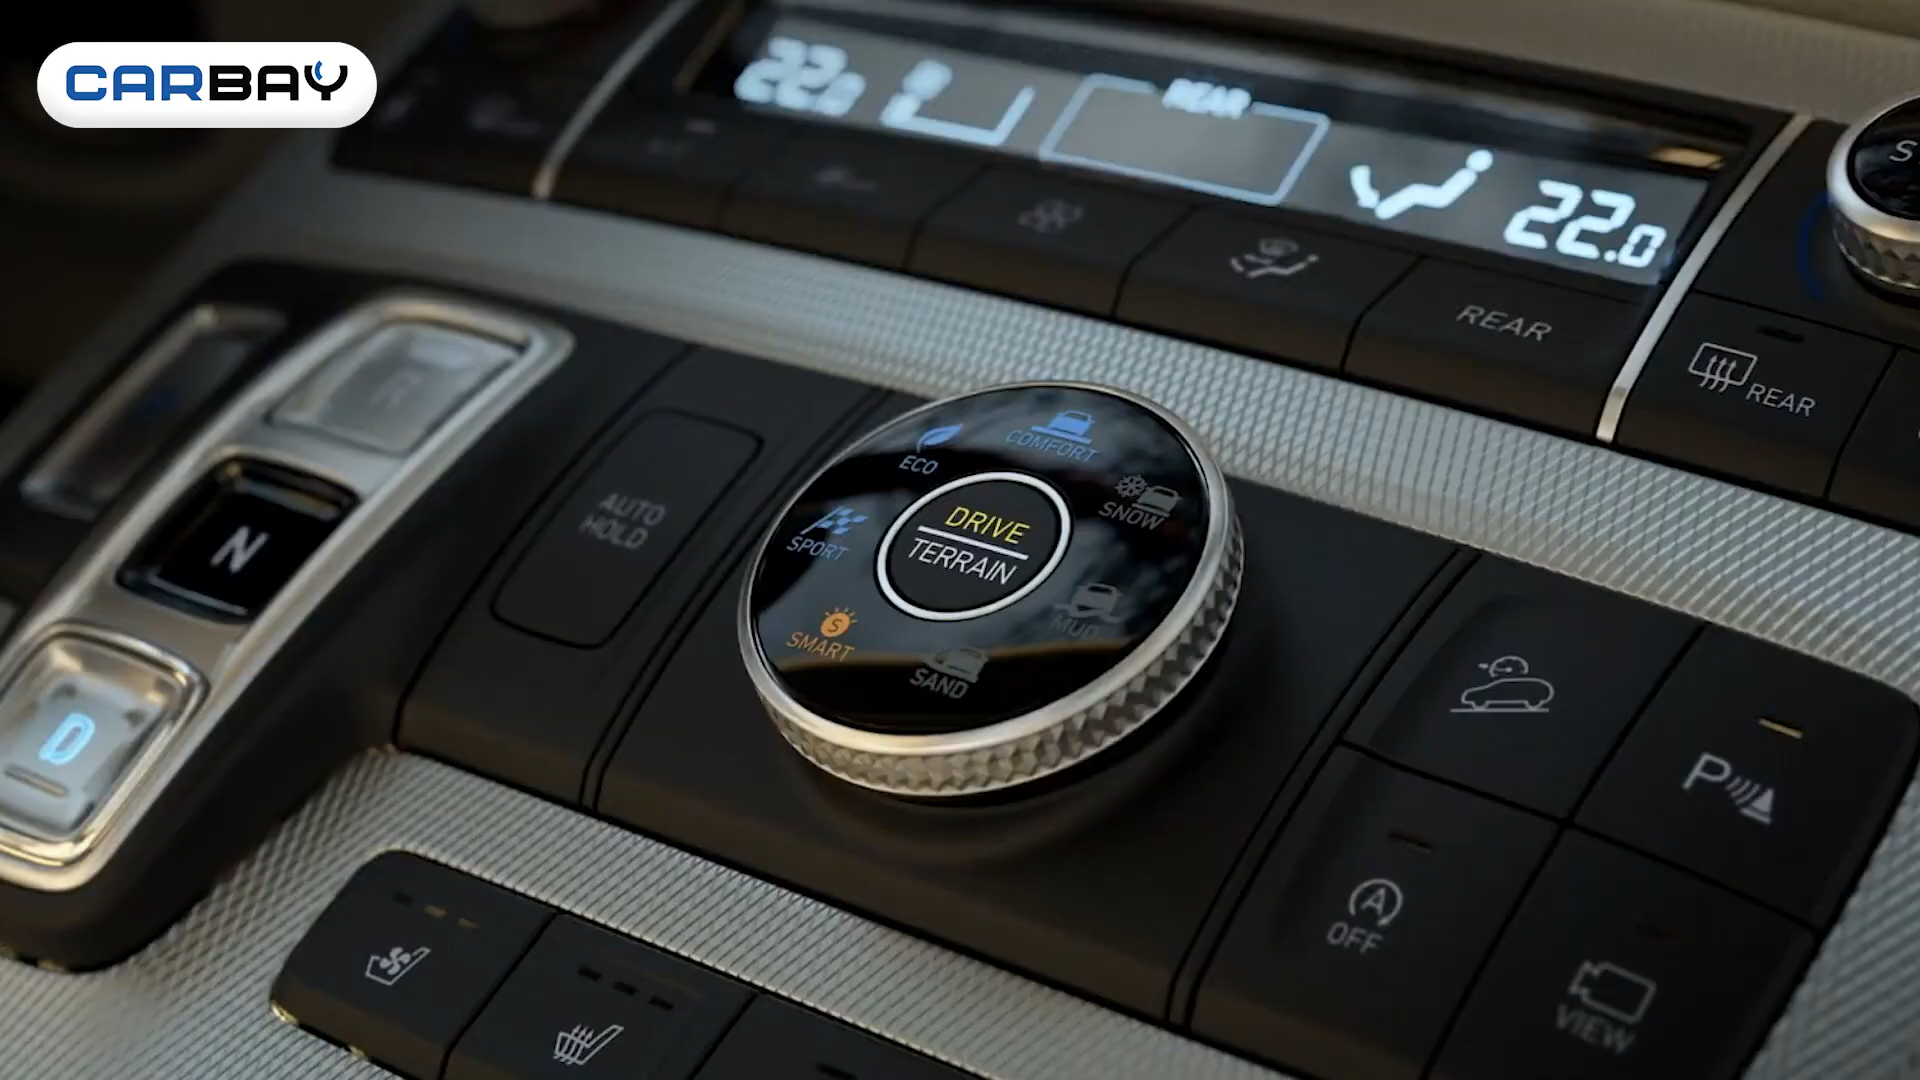 CARBAY
22.0
REAR
22.0
S
REAR
REAR
R
N
D
AUTO
HOLD
ECO
COMFORT
SNOW
SPORT
DRIVE
TERRAIN
MUD
SMART
S
SAND
P
A
OFF
VIEW